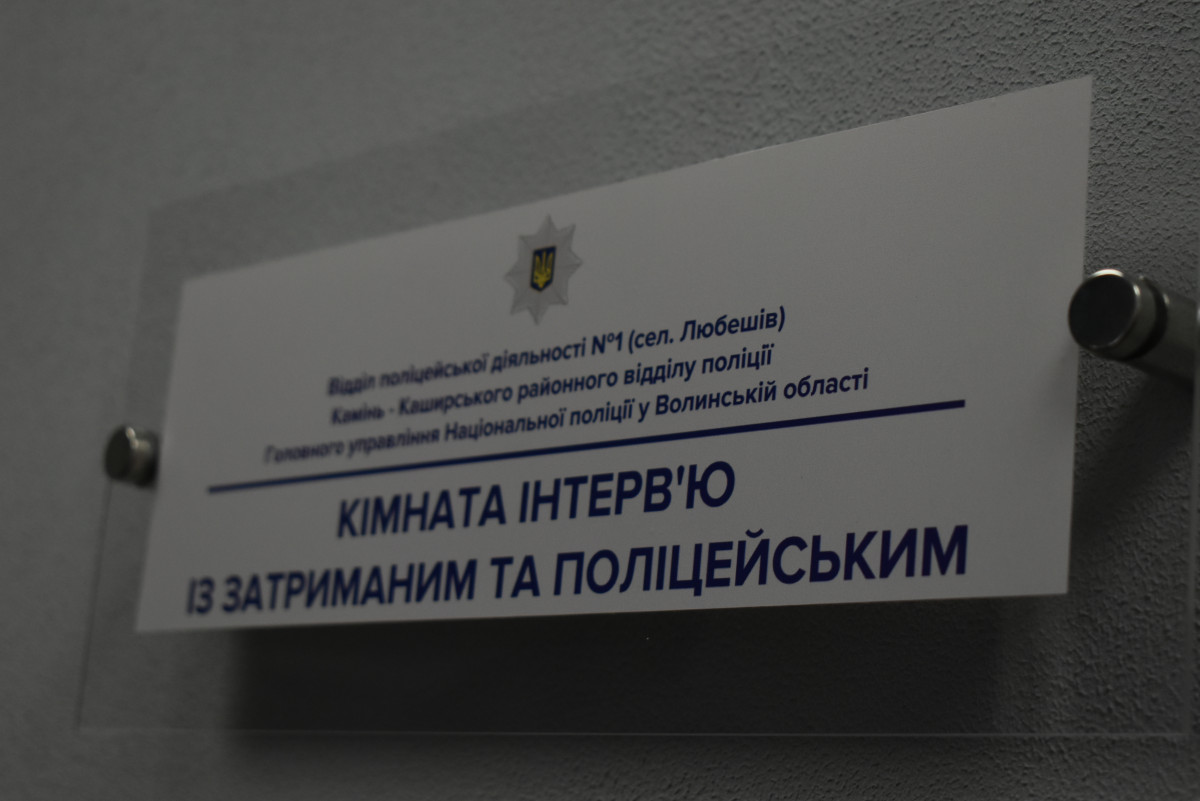 Відділ поліцейської діяльності №1 (сел. Любешів)
Камінь - Каширського районного відділу поліції
Головного управління Національної поліції у Волинській області
КІМНАТА ІНТЕРВ'Ю
ІЗ ЗАТРИМАНИМ ТА ПОЛІЦЕЙСЬКИМ